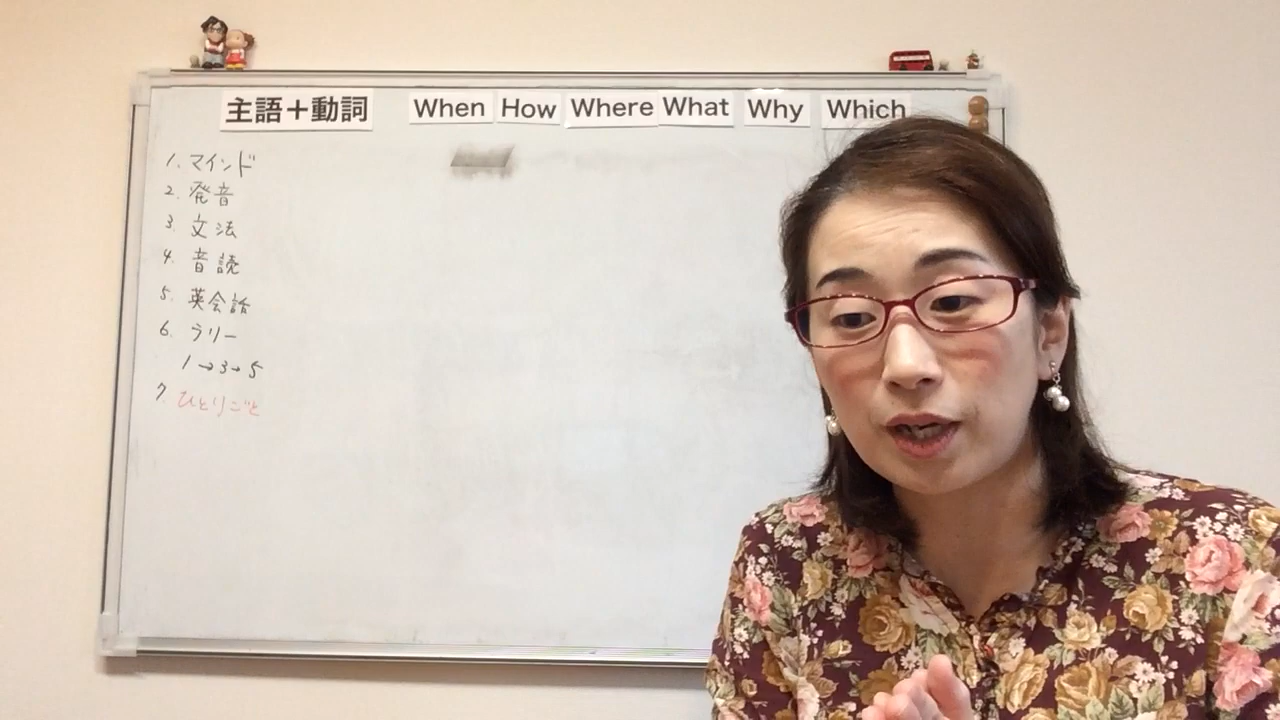 主語＋動詞 When How Where What Why Which
1. マインド
2. 発音
3. 文法
4. 音読
5. 英会話
6. ラリー
1→3→5
7. ひとりごと